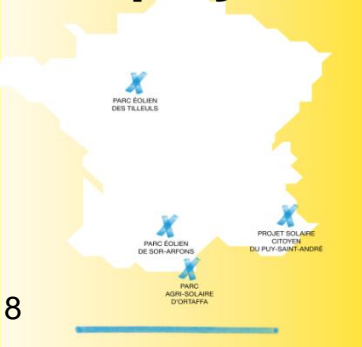 PARC ÉOLIEN
DES TILLEULS
PARC ÉOLIEN
DE SOR-ARFONS
PROJET SOLAIRE
CITOYEN
DU PUY-SAINT-ANDRÉ
PARC
AGRI-SOLAIRE
D'ORTAFFA
8